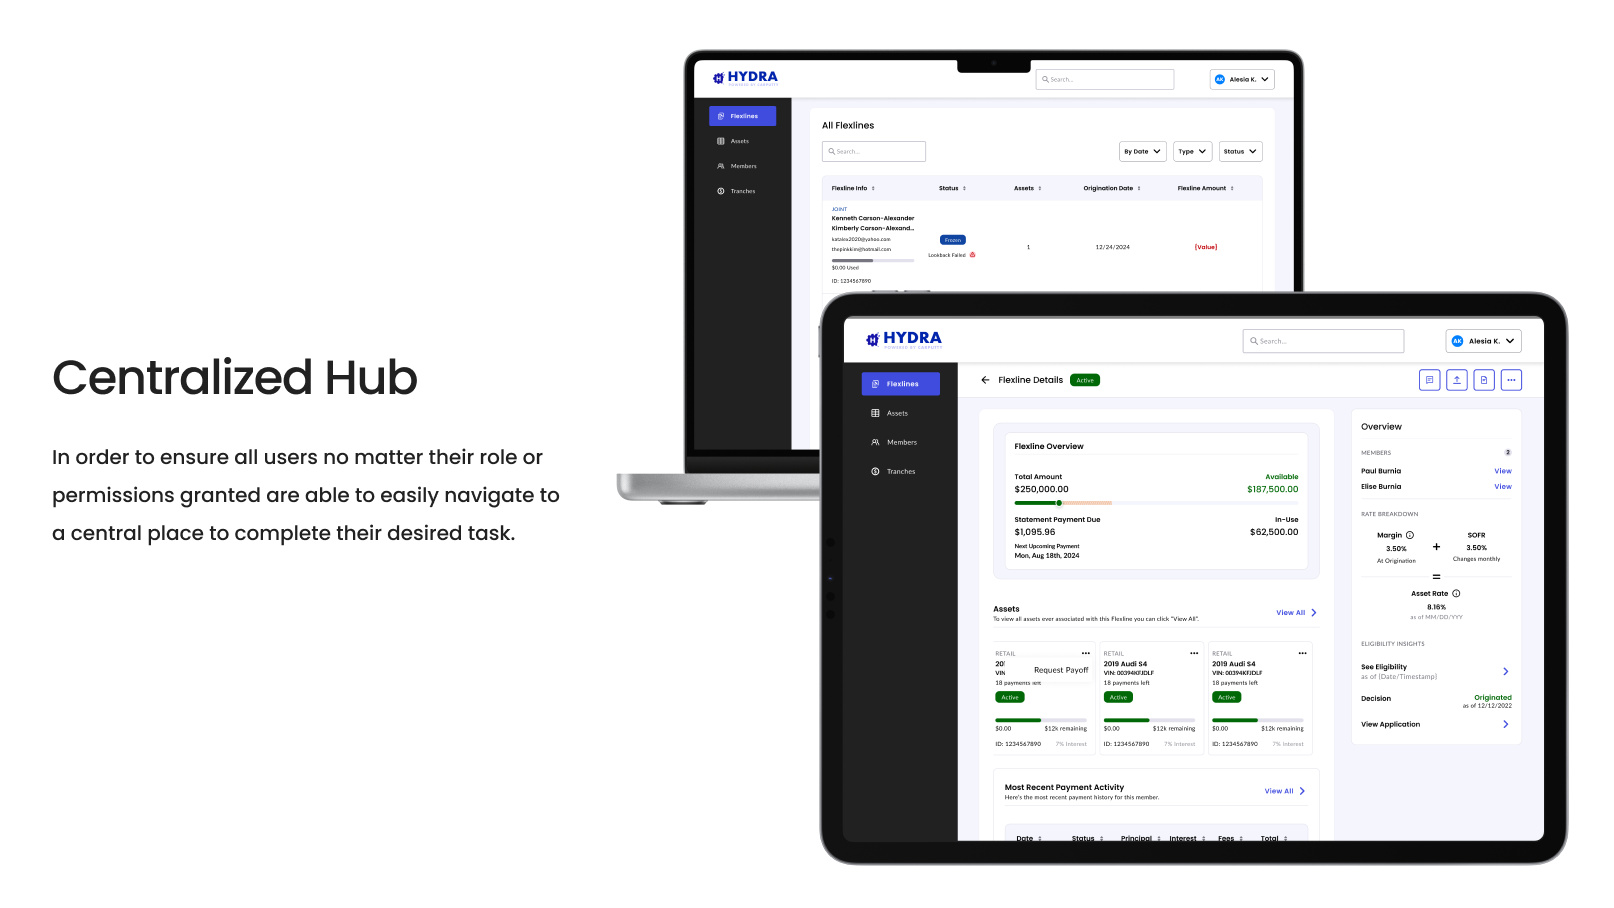 Centralized Hub
In order to ensure all users no matter their role or
permissions granted are able to easily navigate to
a central place to complete their desired task.
HYDRA
POWERED BY CARPUTTY
Search...
AK Alesia K.
Flexlines
Assets
Members
Tranches
All Flexlines
Search...
By Date
Type
Status
Flexline Info Status Assets Origination Date Flexline Amount
JOINT
Kenneth Carson-Alexander
Kimberly Carson-Alexand...
katalex2020@yahoo.com
thepinkkim@hotmail.com
$0.00 Used
ID: 1234567890
Frozen
Lookback Failed
1
12/24/2024
{Value}
HYDRA
POWERED BY CARPUTTY
Search...
AK Alesia K.
Flexlines
Assets
Members
Tranches
Flexline Details Active
Flexline Overview
Total Amount Available
$250,000.00 $187,500.00
Statement Payment Due In-Use
$1,095.96 $62,500.00
Next Upcoming Payment
Mon, Aug 18th, 2024
Assets
To view all assets ever associated with this Flexline you can click "View All".
View All
RETAIL
20
VIN
18 payments left
Request Payoff
Active
$0.00 $12k remaining
ID: 1234567890 7% Interest
RETAIL
2019 Audi S4
VIN: 00394KFJDLF
18 payments left
Active
$0.00 $12k remaining
ID: 1234567890 7% Interest
RETAIL
2019 Audi S4
VIN: 00394KFJDLF
18 payments left
Active
$0.00 $12k remaining
ID: 1234567890 7% Interest
Most Recent Payment Activity
Here's the most recent payment history for this member.
View All
Date Status Principal Interest Fees Total
Overview
MEMBERS 2
Paul Burnia View
Elise Burnia View
RATE BREAKDOWN
Margin + SOFR
3.50% 3.50%
At Origination Changes monthly
=
Asset Rate
8.16%
as of MM/DD/YYY
ELIGIBILITY INSIGHTS
See Eligibility
as of {Date/Timestamp}
Decision Originated
as of 12/12/2022
View Application